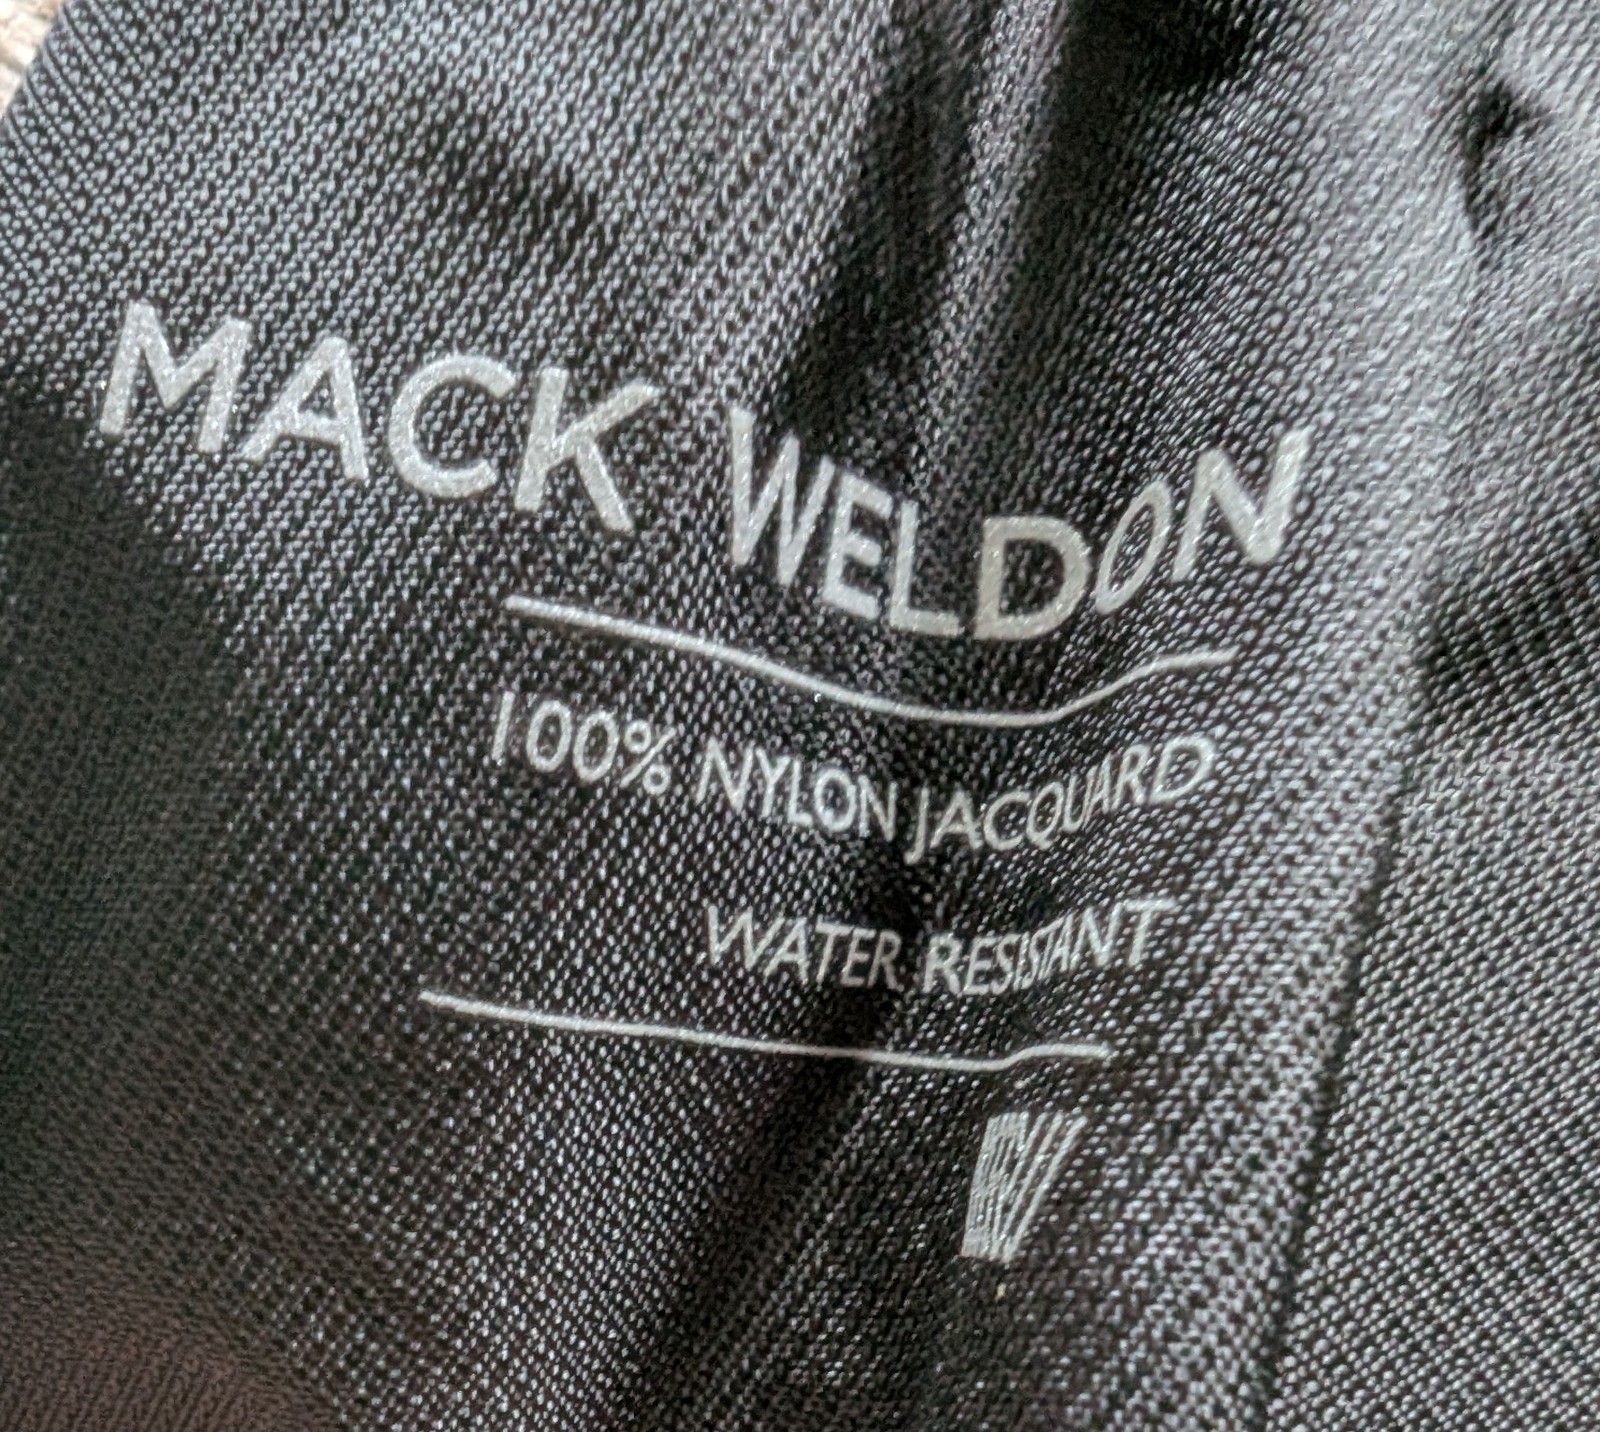 MACK WELDON
100% NYLON JACQUARD
WATER RESISTANT